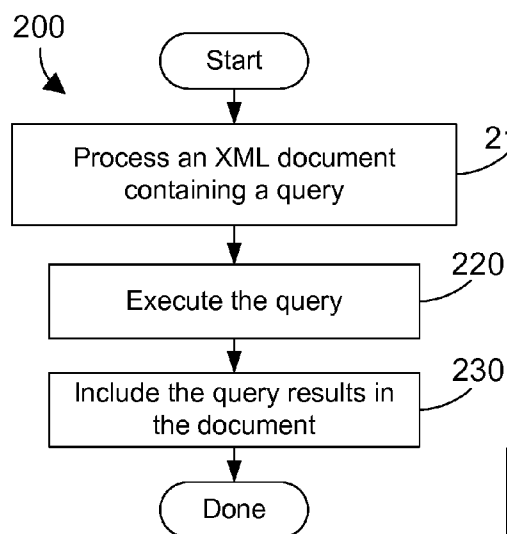 200
Start
Process an XML document
containing a query
Execute the query
220
Include the query results in
the document
230
Done